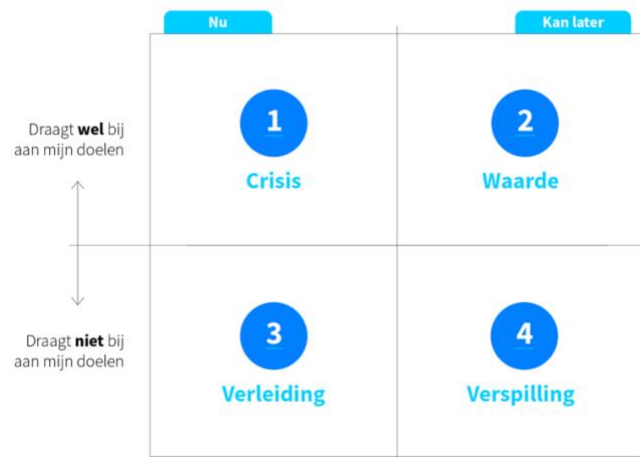 Nu
Kan later
Draagt wel bij
aan mijn doelen
1
Crisis
2
Waarde
Draagt niet bij
aan mijn doelen
3
Verleiding
4
Verspilling